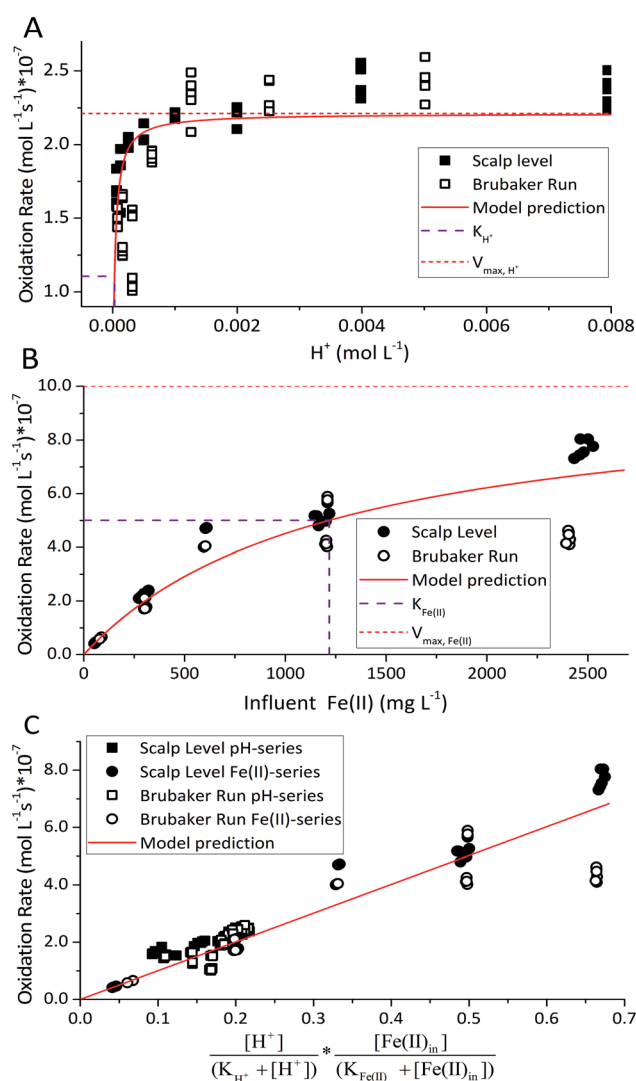 A
Oxidation Rate (mol L⁻¹s⁻¹)*10⁻⁷
2.5
2.0
1.5
1.0
Scalp level
Brubaker Run
Model prediction
K_H⁺
V_max, H⁺
0.000 0.002 0.004 0.006 0.008
H⁺ (mol L⁻¹)
B
Oxidation Rate (mol L⁻¹s⁻¹)*10⁻⁷
10.0
8.0
6.0
4.0
2.0
0.0
Scalp Level
Brubaker Run
Model prediction
K_Fe(II)
V_max, Fe(II)
0 500 1000 1500 2000 2500
Influent Fe(II) (mg L⁻¹)
C
Oxidation Rate (mol L⁻¹s⁻¹)*10⁻⁷
8.0
6.0
4.0
2.0
0.0
Scalp Level pH-series
Scalp Level Fe(II)-series
Brubaker Run pH-series
Brubaker Run Fe(II)-series
Model prediction
0.0 0.1 0.2 0.3 0.4 0.5 0.6 0.7
[H⁺] [Fe(II)_in]
*
(K_H⁺ + [H⁺]) (K_Fe(II) + [Fe(II)_in])